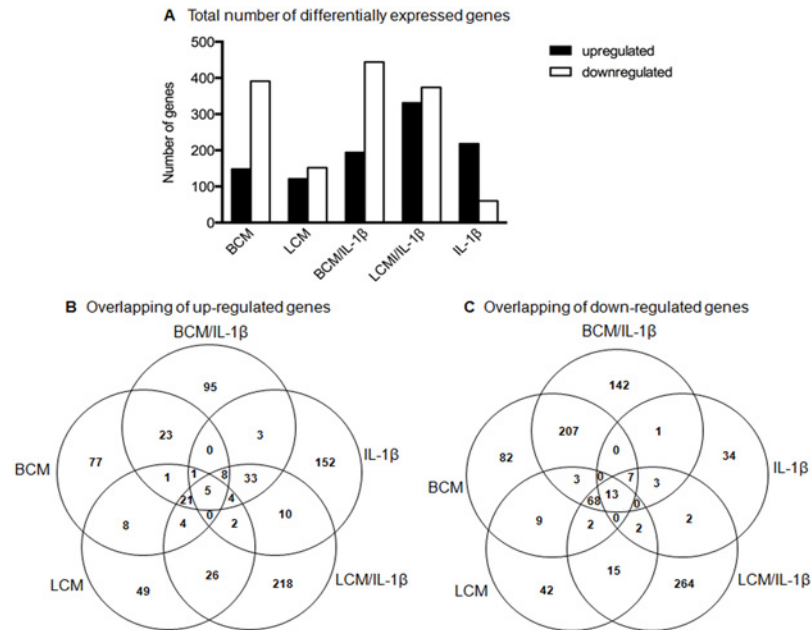 A Total number of differentially expressed genes
500
400
300
200
100
0
Number of genes
upregulated
downregulated
BCM
LCM
BCM/IL-1β
LCMI/IL-1β
IL-1β
B Overlapping of up-regulated genes
BCM/IL-1β
95
23
3
77
0
152
BCM
IL-1β
1
1
8
33
5
21
4
8
4
0
2
10
49
26
218
LCM
LCM/IL-1β
C Overlapping of down-regulated genes
BCM/IL-1β
142
207
1
82
0
34
BCM
IL-1β
3
0
7
3
68
13
0
9
2
0
2
2
42
15
264
LCM
LCM/IL-1β